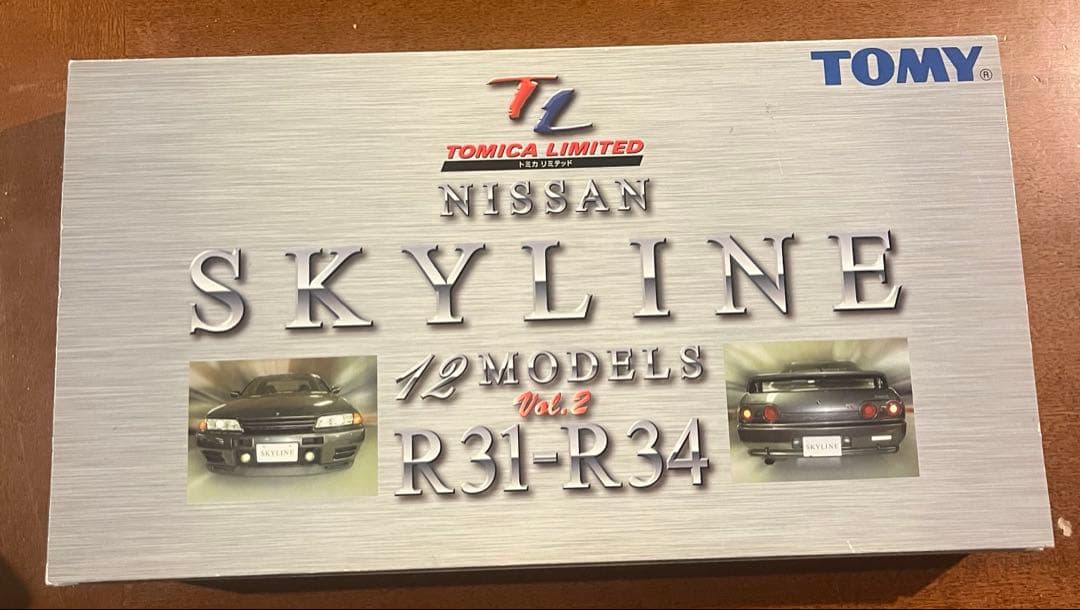 TOMY®
TL
TOMICA LIMITED
トミカ リミテッド
NISSAN
SKYLINE
12 MODELS
Vol.2
R31-R34
SKYLINE
SKYLINE